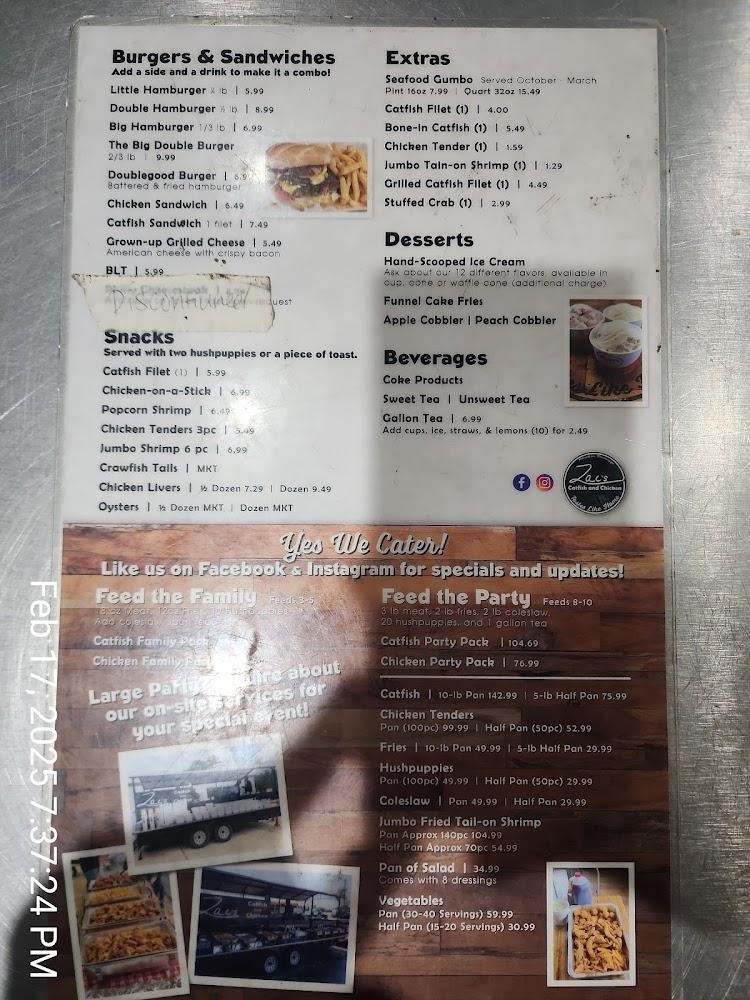 Burgers & Sandwiches
Add a side and a drink to make it a combo!
Little Hamburger ¼ lb | 5.99
Double Hamburger ½ lb | 8.99
Big Hamburger 1/3 lb | 6.99
The Big Double Burger
2/3 lb | 9.99
Doublegood Burger |
Battered & fried hamburger
Chicken Sandwich | 6.49
Catfish Sandwich 1 filet | 7.49
Grown-up Grilled Cheese | 5.49
American cheese with crispy bacon
BLT | 5.99
Discontinued
request
Snacks
Served with two hushpuppies or a piece of toast.
Catfish Filet (1) | 5.99
Chicken-on-a-Stick | 6.99
Popcorn Shrimp | 6.49
Chicken Tenders 3pc | 5.49
Jumbo Shrimp 6 pc | 6.99
Crawfish Tails | MKT
Chicken Livers | ½ Dozen 7.29 | Dozen 9.49
Oysters | ½ Dozen MKT | Dozen MKT
Extras
Seafood Gumbo Served October - March
Pint 16oz 7.99 | Quart 32oz 15.49
Catfish Filet (1) | 4.00
Bone-in Catfish (1) | 5.49
Chicken Tender (1) | 1.59
Jumbo Tain-on Shrimp (1) | 1.29
Grilled Catfish Filet (1) | 4.49
Stuffed Crab (1) | 2.99
Desserts
Hand-Scooped Ice Cream
Ask about our 12 different flavors, available in
cup, cone or waffle cone (additional charge)
Funnel Cake Fries
Apple Cobbler | Peach Cobbler
Beverages
Coke Products
Sweet Tea | Unsweet Tea
Gallon Tea | 6.99
Add cups, ice, straws, & lemons (10) for 2.49
Zac's
Catfish and Chicken
Tastes Like Home
Yes We Cater!
Like us on Facebook & Instagram for specials and updates!
Feed the Family Feeds 3-5
Add coleslaw
Catfish Family Pack
Chicken Family Pack
Large Party about
our on-site services for
your special event!
Feed the Party Feeds 8-10
3 lb meat, 2-lb fries, 2 lb coleslaw,
20 hushpuppies, and 1 gallon tea
Catfish Party Pack | 104.69
Chicken Party Pack | 76.99
Catfish | 10-lb Pan 142.99 | 5-lb Half Pan 75.99
Chicken Tenders
Pan (100pc) 99.99 | Half Pan (50pc) 52.99
Fries | 10-lb Pan 49.99 | 5-lb Half Pan 29.99
Hushpuppies
Pan (100pc) 49.99 | Half Pan (50pc) 29.99
Coleslaw | Pan 49.99 | Half Pan 29.99
Jumbo Fried Tail-on Shrimp
Pan Approx 140pc 104.99
Half Pan Approx 70pc 54.99
Pan of Salad | 34.99
Comes with 8 dressings
Vegetables
Pan (30-40 Servings) 59.99
Half Pan (15-20 Servings) 30.99
Zac's
Zac's
Feb 17, 2025 7:37:24 PM